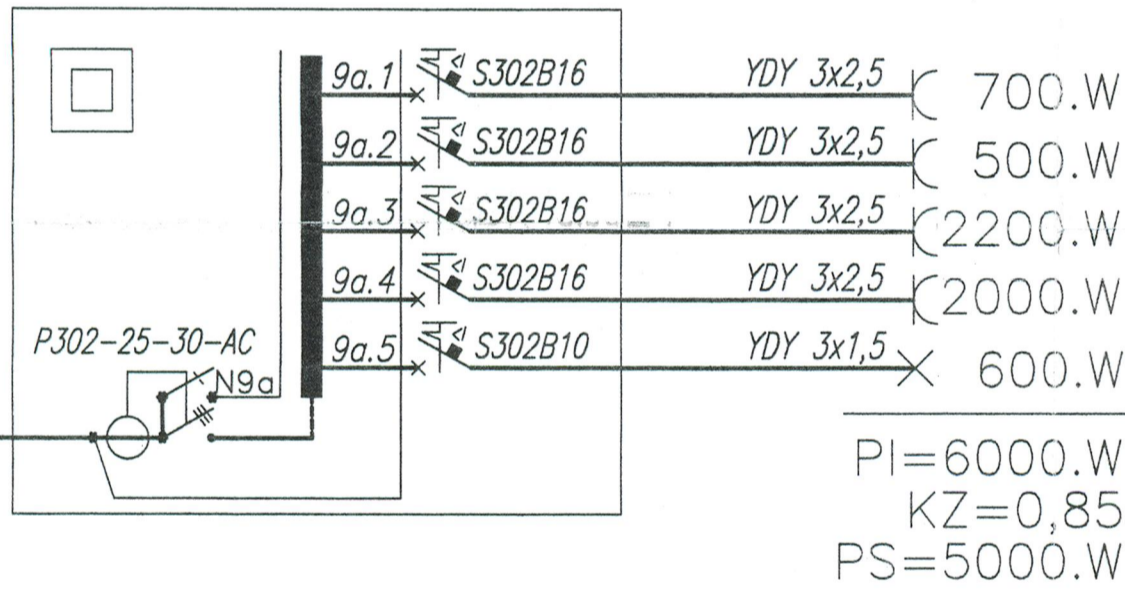 9a.1 S302B16 YDY 3x2,5 700.W
9a.2 S302B16 YDY 3x2,5 500.W
9a.3 S302B16 YDY 3x2,5 2200.W
9a.4 S302B16 YDY 3x2,5 2000.W
P302-25-30-AC
9a.5 S302B10 YDY 3x1,5 600.W
N9a
PI=6000.W
KZ=0,85
PS=5000.W